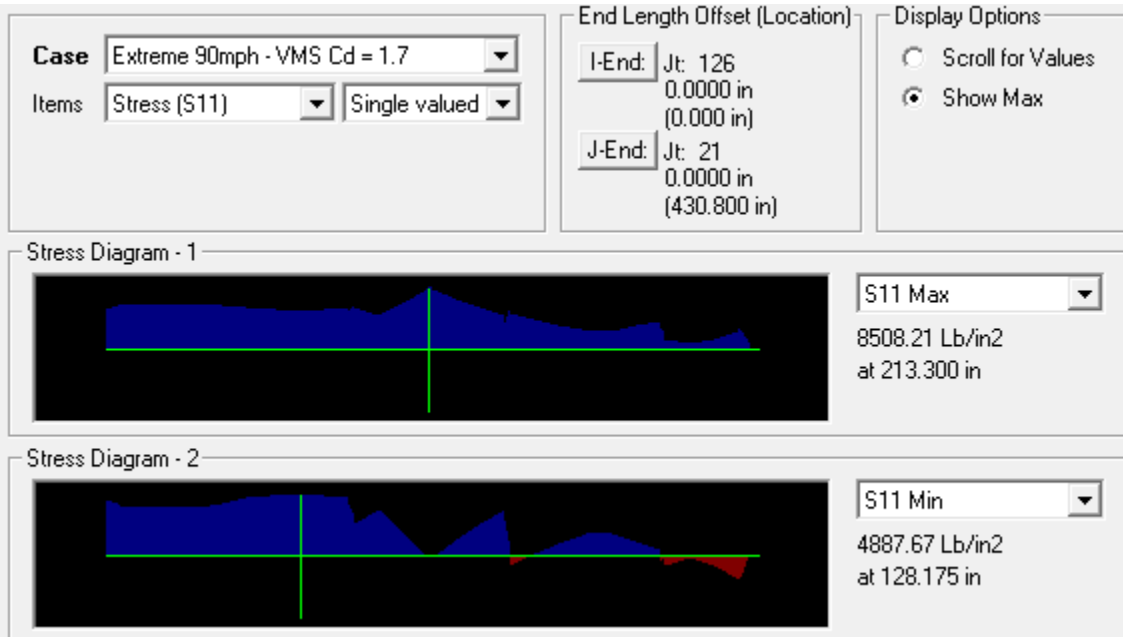 Case Extreme 90mph - VMS Cd = 1.7
Items Stress (S11) Single valued
End Length Offset (Location)
I-End: Jt: 126
0.0000 in
(0.000 in)
J-End: Jt: 21
0.0000 in
(430.800 in)
Display Options
Scroll for Values
Show Max
Stress Diagram - 1
S11 Max
8508.21 Lb/in2
at 213.300 in
Stress Diagram - 2
S11 Min
4887.67 Lb/in2
at 128.175 in